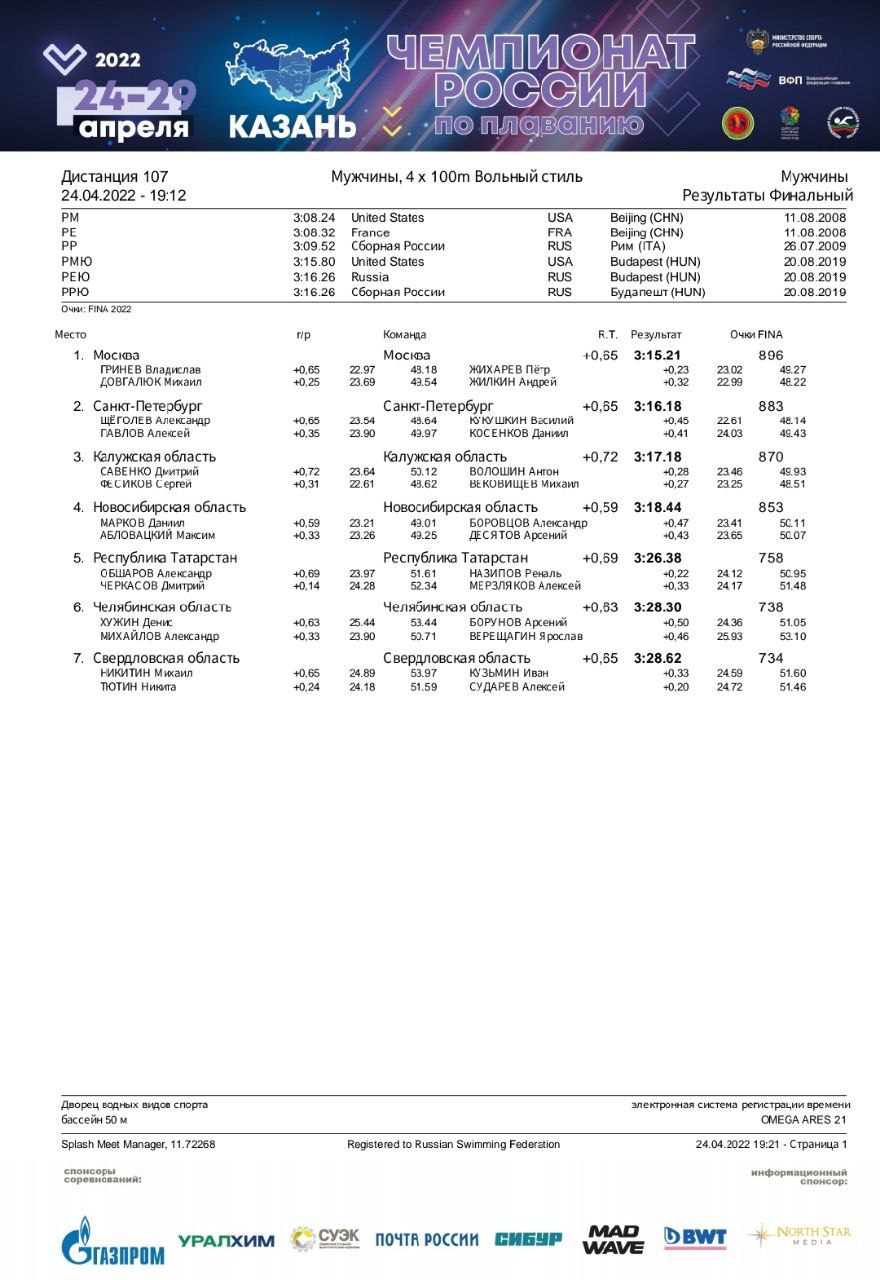 2022
24-29
апреля
КАЗАНЬ
ЧЕМПИОНАТ
РОССИИ
по плаванию
МИНИСТЕРСТВО СПОРТА
РОССИЙСКОЙ ФЕДЕРАЦИИ
ВФП Всероссийская
федерация плавания
Дистанция 107 Мужчины, 4 x 100m Вольный стиль Мужчины
24.04.2022 - 19:12 Результаты Финальный
РМ 3:08.24 United States USA Beijing (CHN) 11.08.2008
РЕ 3:08.32 France FRA Beijing (CHN) 11.08.2008
РР 3:09.52 Сборная России RUS Рим (ITA) 26.07.2009
РМЮ 3:15.80 United States USA Budapest (HUN) 20.08.2019
РЕЮ 3:16.26 Russia RUS Budapest (HUN) 20.08.2019
РРЮ 3:16.26 Сборная России RUS Будапешт (HUN) 20.08.2019
Очки: FINA 2022
Место г/р Команда R.T. Результат Очки FINA
1. Москва Москва +0,65 3:15.21 896
ГРИНЕВ Владислав +0,65 22.97 48.18 ЖИХАРЕВ Пётр +0,23 23.02 49.27
ДОВГАЛЮК Михаил +0,25 23.69 49.54 ЖИЛКИН Андрей +0,32 22.99 48.22
2. Санкт-Петербург Санкт-Петербург +0,65 3:16.18 883
ЩЁГОЛЕВ Александр +0,65 23.54 48.64 КУКУШКИН Василий +0,45 22.61 48.14
ГАВЛОВ Алексей +0,35 23.90 49.97 КОСЕНКОВ Даниил +0,41 24.03 49.43
3. Калужская область Калужская область +0,72 3:17.18 870
САВЕНКО Дмитрий +0,72 23.64 50.12 ВОЛОШИН Антон +0,28 23.46 49.93
ФЕСИКОВ Сергей +0,31 22.61 48.62 ВЕКОВИЩЕВ Михаил +0,27 23.25 48.51
4. Новосибирская область Новосибирская область +0,59 3:18.44 853
МАРКОВ Даниил +0,59 23.21 49.01 БОРОВЦОВ Александр +0,47 23.41 50.11
АБЛОВАЦКИЙ Максим +0,33 23.26 49.25 ДЕСЯТОВ Арсений +0,43 23.65 50.07
5. Республика Татарстан Республика Татарстан +0,69 3:26.38 758
ОБШАРОВ Александр +0,69 23.97 51.61 НАЗИПОВ Реналь +0,22 24.12 50.95
ЧЕРКАСОВ Дмитрий +0,14 24.28 52.34 МЕРЗЛЯКОВ Алексей +0,33 24.17 51.48
6. Челябинская область Челябинская область +0,63 3:28.30 738
ХУЖИН Денис +0,63 25.44 53.44 БОРУНОВ Арсений +0,50 24.36 51.05
МИХАЙЛОВ Александр +0,33 23.90 50.71 ВЕРЕЩАГИН Ярослав +0,46 25.93 53.10
7. Свердловская область Свердловская область +0,65 3:28.62 734
НИКИТИН Михаил +0,65 24.89 53.97 КУЗЬМИН Иван +0,33 24.59 51.60
ТЮТИН Никита +0,24 24.18 51.59 СУДАРЕВ Алексей +0,20 24.72 51.46
Дворец водных видов спорта электронная система регистрации времени
бассейн 50 м OMEGA ARES 21
Splash Meet Manager, 11.72268 Registered to Russian Swimming Federation 24.04.2022 19:21 - Страница 1
спонсоры
соревнований:
информационный
спонсор:
ГАЗПРОМ УРАЛХИМ СУЭК ПОЧТА РОССИИ СИБУР MAD WAVE BWT NORTH STAR
MEDIA